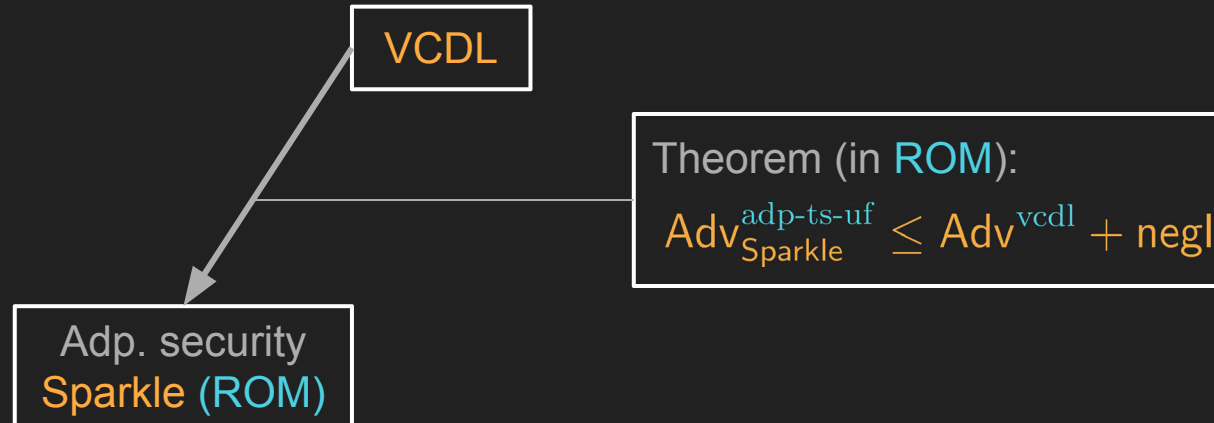 VCDL
Theorem (in ROM):
Adv^{adp-ts-uf}_{Sparkle} ≤ Adv^{vcdl} + negl
Adp. security
Sparkle (ROM)